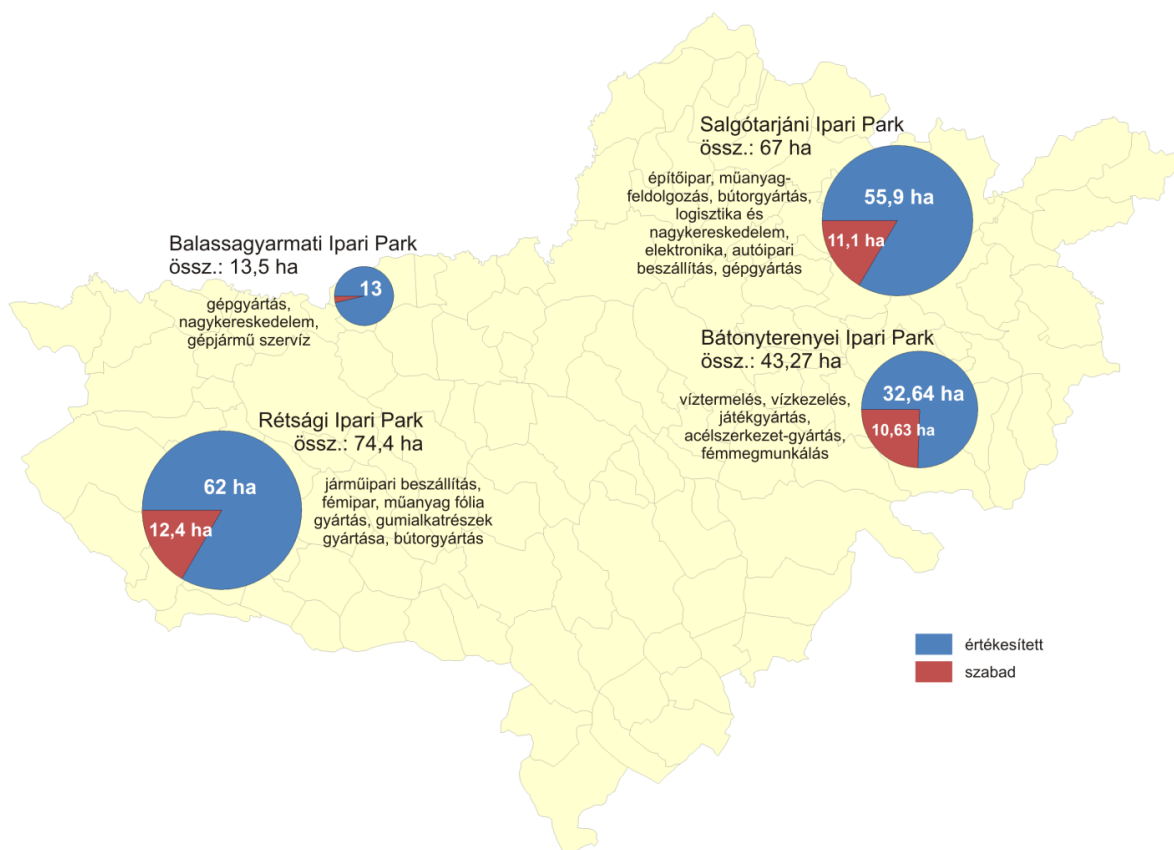 Salgótarjáni Ipari Park
össz.: 67 ha
építőipar, műanyag-
feldolgozás, bútorgyártás,
logisztika és
nagykereskedelem,
elektronika, autóipari
beszállítás, gépgyártás
55,9 ha
11,1 ha
Balassagyarmati Ipari Park
össz.: 13,5 ha
gépgyártás,
nagykereskedelem,
gépjármű szervíz
13
Bátonyterenyei Ipari Park
össz.: 43,27 ha
víztermelés, vízkezelés,
játékgyártás,
acélszerkezet-gyártás,
fémmegmunkálás
32,64 ha
10,63 ha
Rétsági Ipari Park
össz.: 74,4 ha
62 ha
12,4 ha
járműipari beszállítás,
fémipar, műanyag fólia
gyártás, gumialkatrészek
gyártása, bútorgyártás
értékesített
szabad